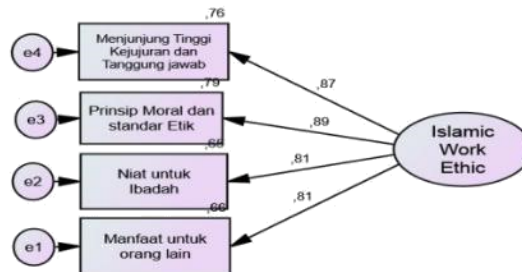 ,76
e4
Menjunjung Tinggi
Kejujuran dan
Tanggung jawab
,87
,79
e3
Prinsip Moral dan
standar Etik
,89
Islamic
Work
Ethic
e2
Niat untuk
Ibadah
,81
,66
e1
Manfaat untuk
orang lain
,81